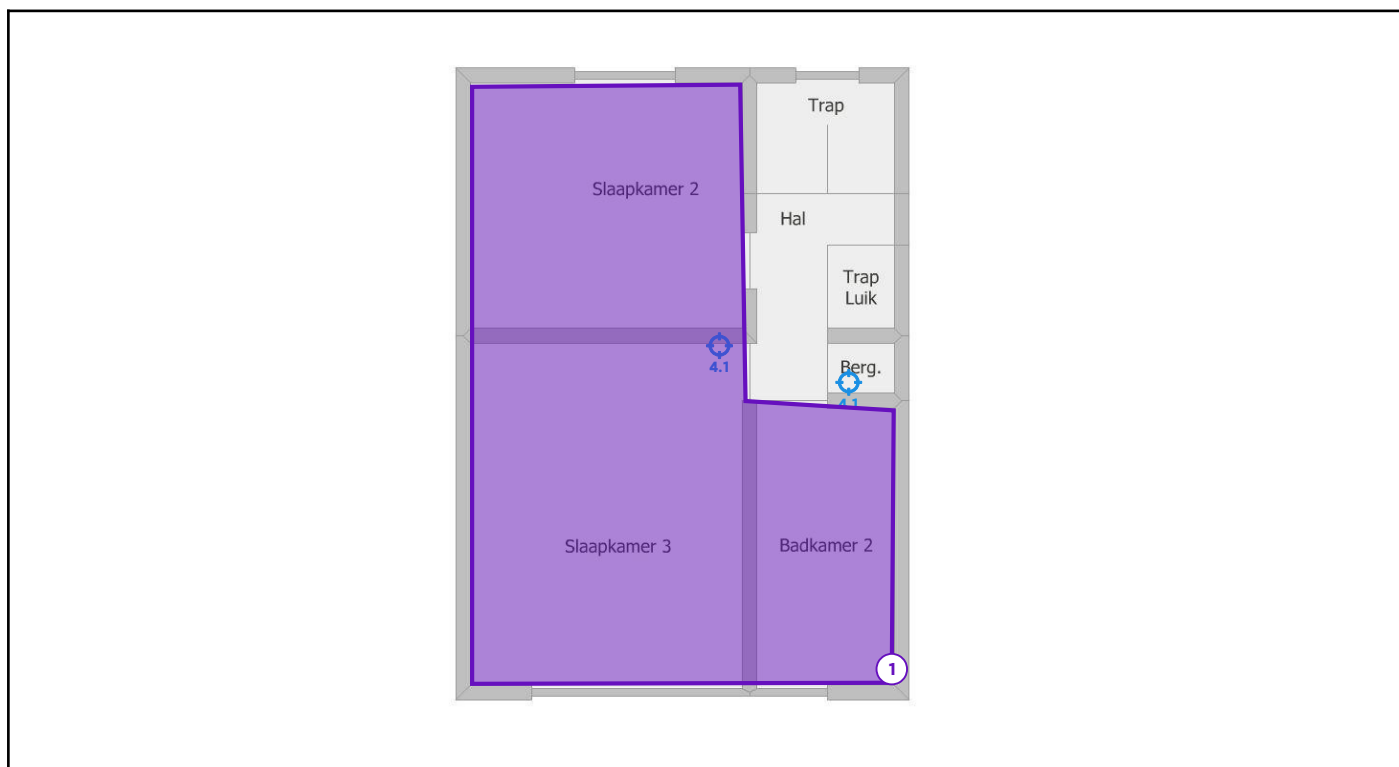 Trap
Slaapkamer 2
Hal
Trap
Luik
4.1
Berg.
4.1
Slaapkamer 3
Badkamer 2
1